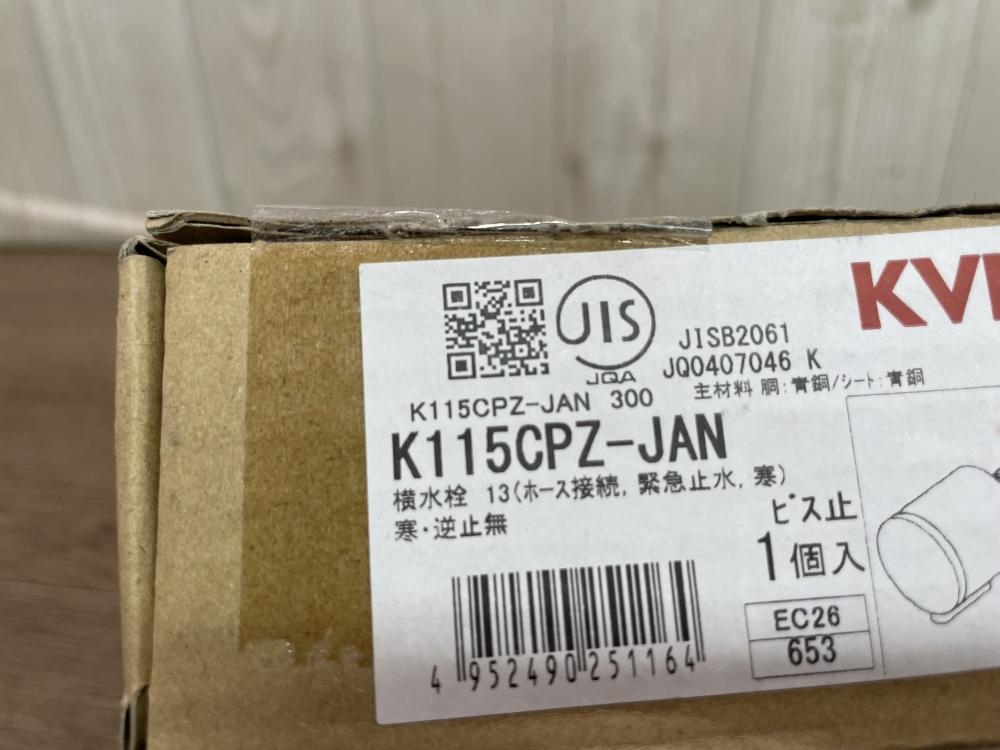 JIS
JQA
JISB2061
JQ0407046 K
主材料 胴:青銅/シート:青銅
KV
K115CPZ-JAN 300
K115CPZ-JAN
横水栓 13(ホース接続,緊急止水,寒)
寒・逆止無
ビス止
1個入
EC26
653
4 952490 251164